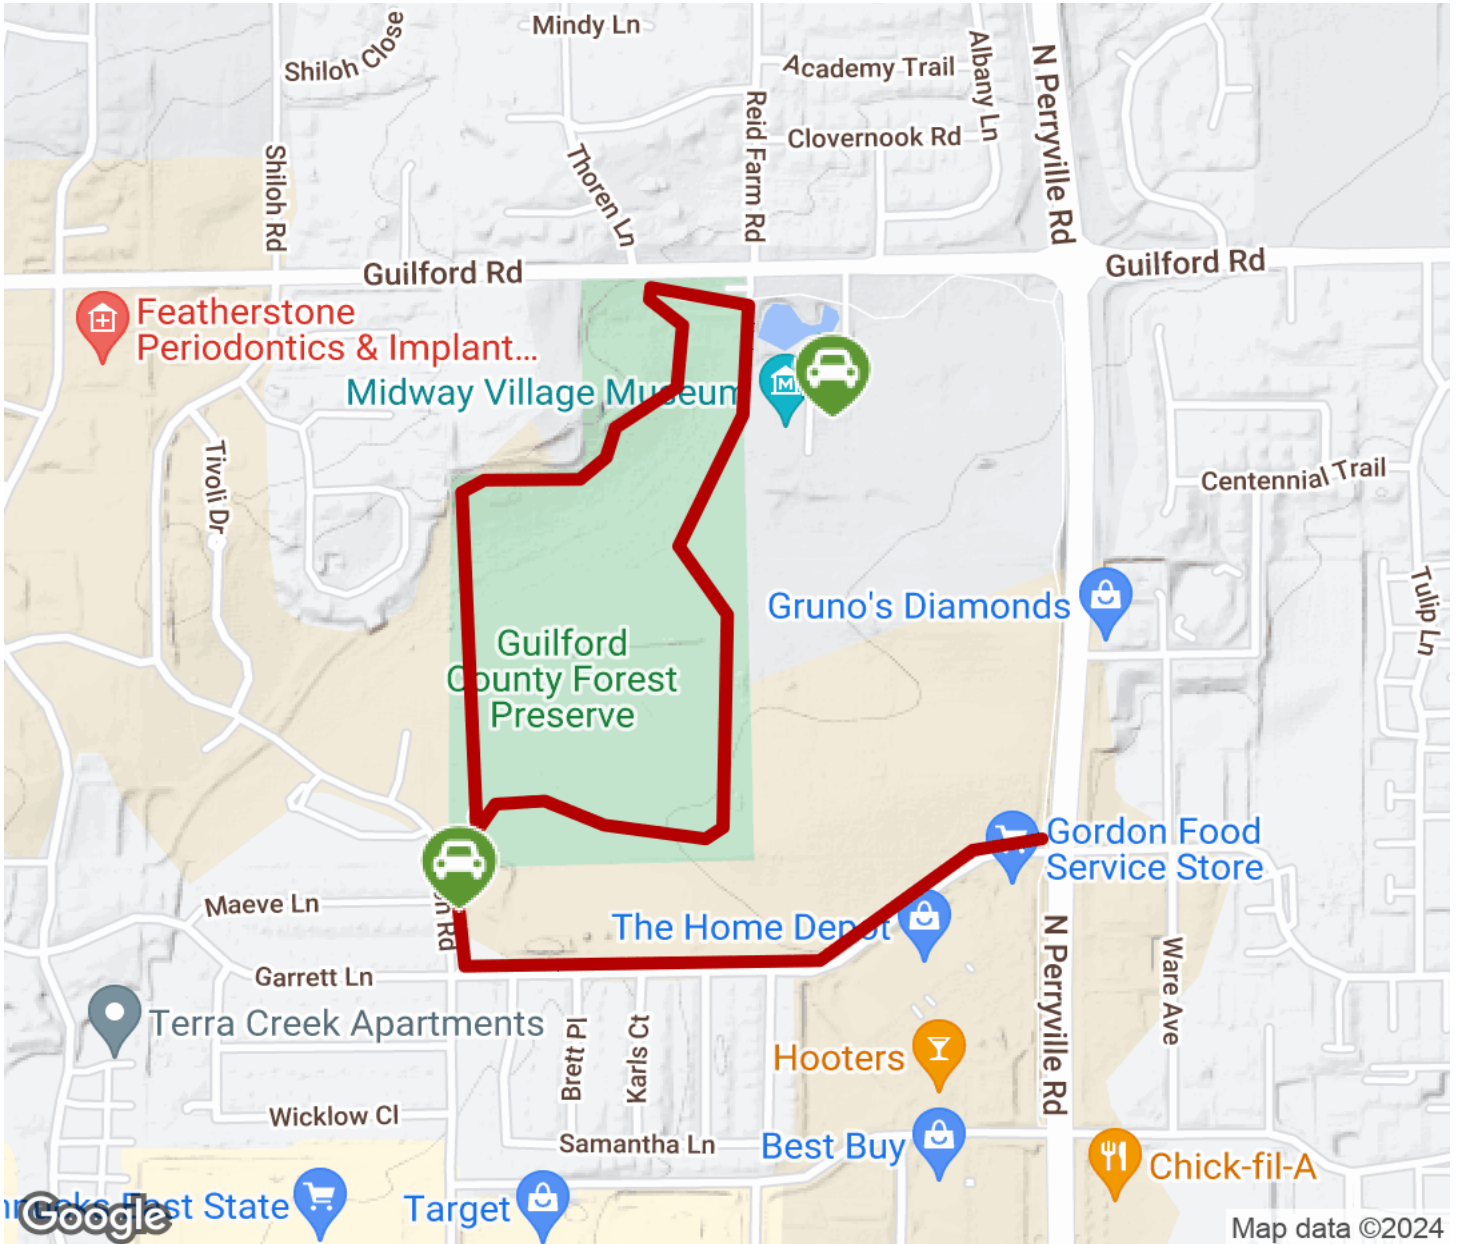 Mindy Ln
Shiloh Close
Academy Trail
Albany Ln
N Perryville Rd
Reid Farm Rd
Clovernook Rd
Shiloh Rd
Thoren Ln
Guilford Rd
Guilford Rd
Featherstone
Periodontics & Implant...
Midway Village Museum
M
Tivoli Dr
Centennial Trail
Tulip Ln
Gruno's Diamonds
Guilford
County Forest
Preserve
Gordon Food
Service Store
Maeve Ln
Rd
The Home Depot
N Perryville Rd
Ware Ave
Garrett Ln
Terra Creek Apartments
Brett Pl
Karls Ct
Hooters
Wicklow Cl
Samantha Ln
Best Buy
Chick-fil-A
East State
Target
Google
Map data ©2024